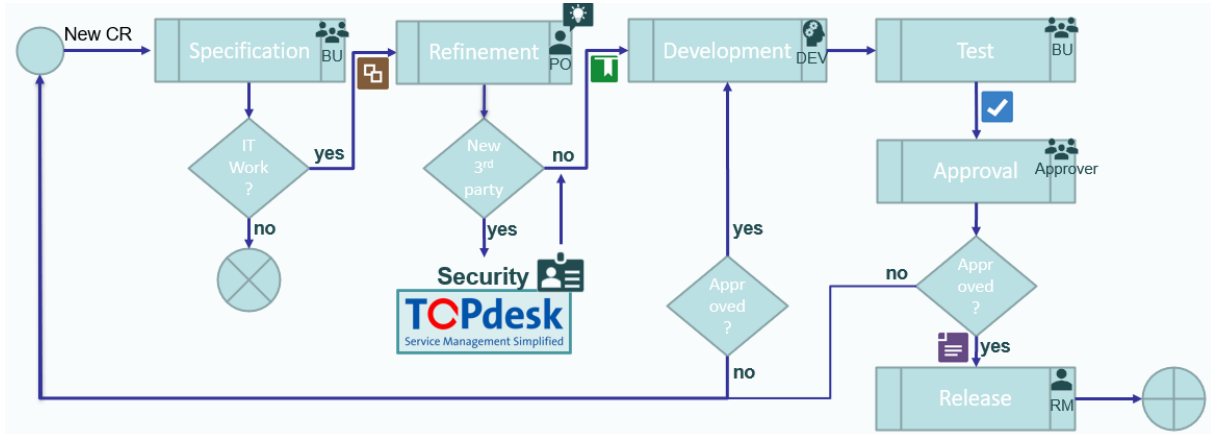 New CR
Specification
BU
Refinement
PO
Development
DEV
Test
BU
IT
Work
?
yes
no
New
3rd
party
no
yes
Security
TOPdesk
Service Management Simplified
Approval
Approver
yes
Appr
oved
?
no
no
Appr
oved
?
yes
Release
RM